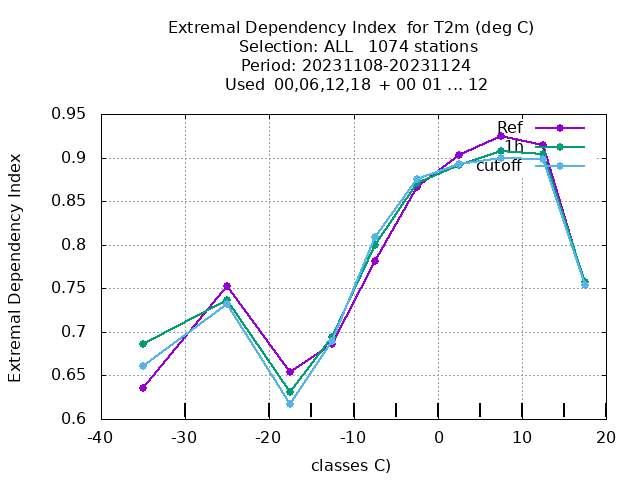 Extremal Dependency Index  for T2m (deg C)
Selection: ALL   1074 stations
Period: 20231108-20231124
Used  00,06,12,18  + 00 01 ... 12
Extremal Dependency Index
0.95
0.9
0.85
0.8
0.75
0.7
0.65
0.6
Ref
1h
cutoff
-40
-30
-20
-10
0
10
20
classes C)